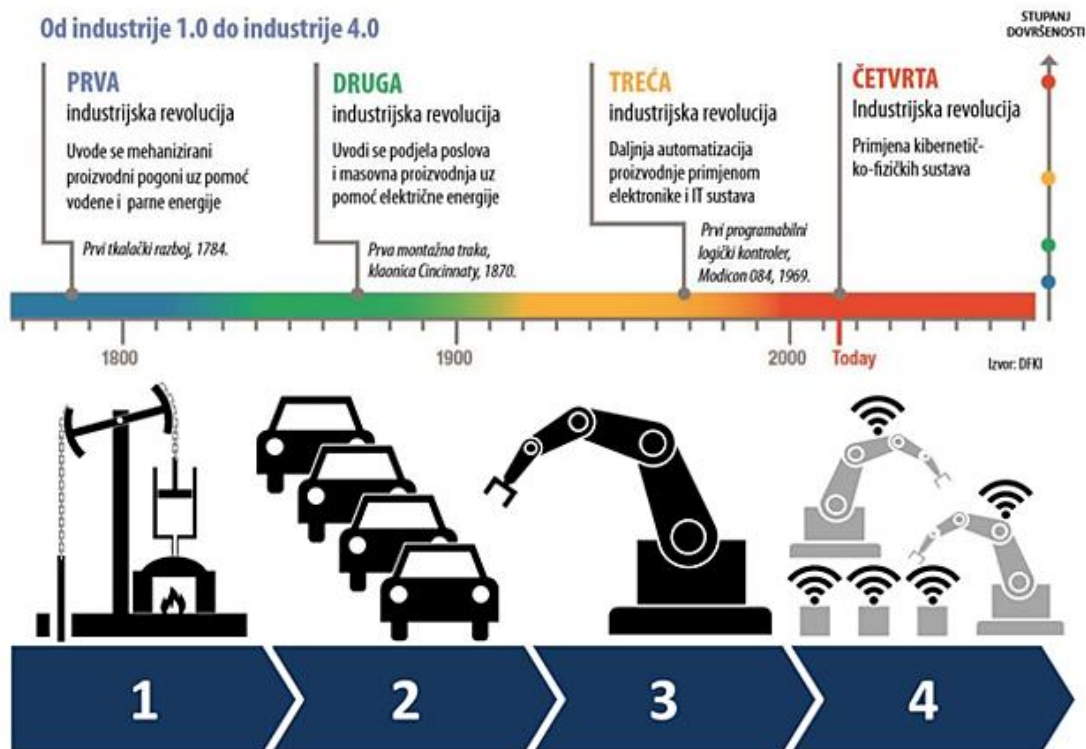 Od industrije 1.0 do industrije 4.0
STUPANJ
DOVRŠENOSTI
PRVA
industrijska revolucija
Uvode se mehanizirani
proizvodni pogoni uz pomoć
vodene i parne energije
Prvi tkalački razboj, 1784.
DRUGA
industrijska revolucija
Uvodi se podjela poslova
i masovna proizvodnja uz
pomoć električne energije
Prva montažna traka,
klaonica Cincinnaty, 1870.
TREĆA
industrijska revolucija
Daljnja automatizacija
proizvodnje primjenom
elektronike i IT sustava
Prvi programabilni
logički kontroler,
Modicon 084, 1969.
ČETVRTA
Industrijska revolucija
Primjena kibernetič-
ko-fizičkih sustava
1800
1900
2000
Today
Izvor: DFKI
1
2
3
4